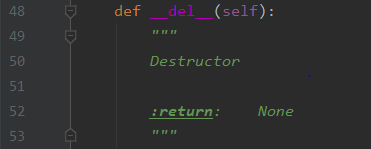 48 def __del__(self):
49 """
50 Destructor
51
52 :return: None
53 """